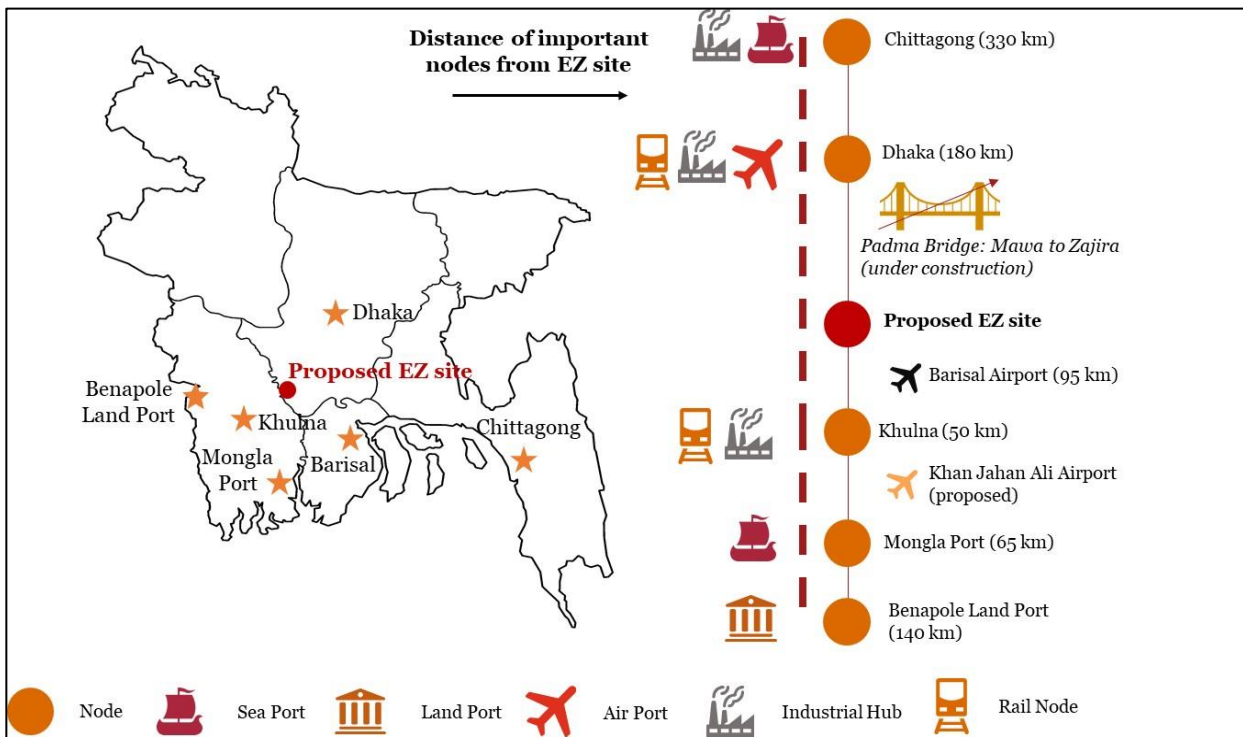 Distance of important
nodes from EZ site
Dhaka
Proposed EZ site
Benapole
Land Port
Khulna
Mongla
Port
Barisal
Chittagong
Chittagong (330 km)
Dhaka (180 km)
Padma Bridge: Mawa to Zajira
(under construction)
Proposed EZ site
Barisal Airport (95 km)
Khulna (50 km)
Khan Jahan Ali Airport
(proposed)
Mongla Port (65 km)
Benapole Land Port
(140 km)
Node
Sea Port
Land Port
Air Port
Industrial Hub
Rail Node